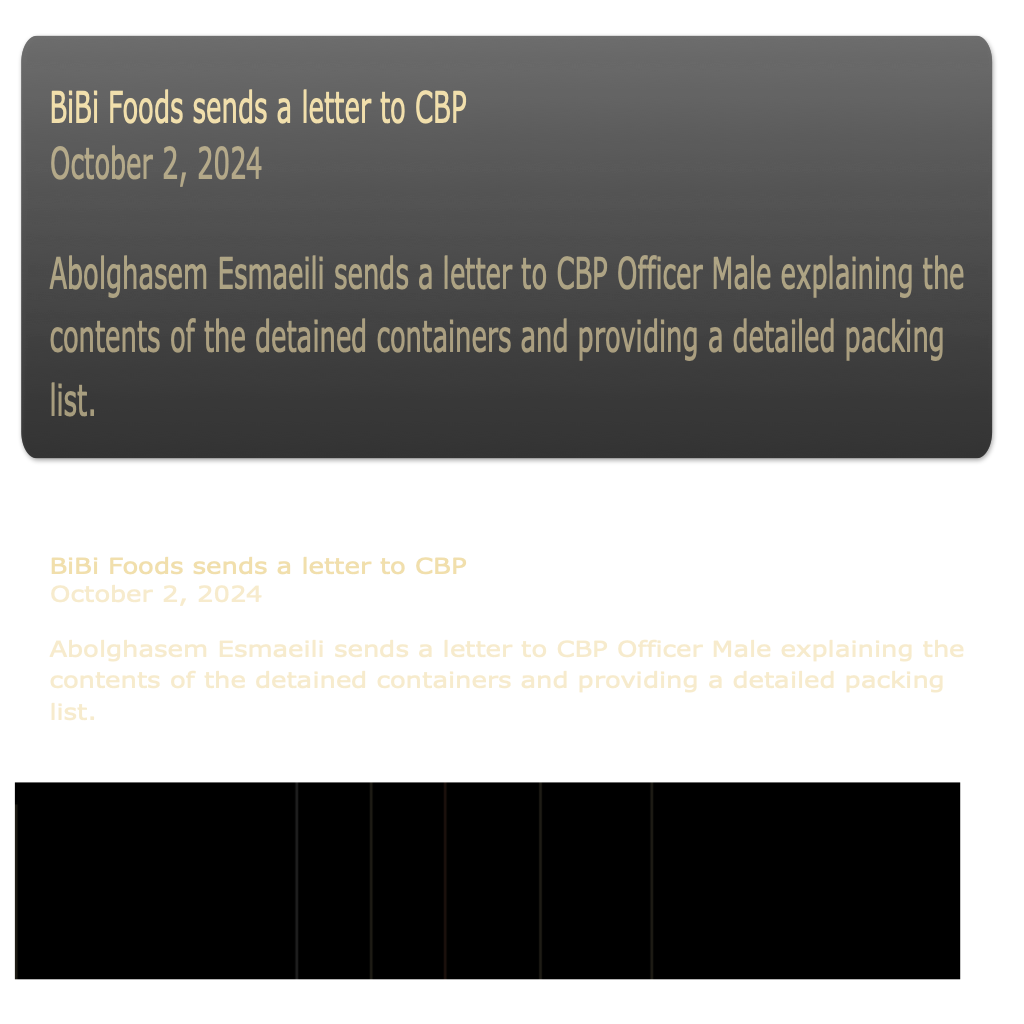 BiBi Foods sends a letter to CBP
October 2, 2024
Abolghasem Esmaeili sends a letter to CBP Officer Male explaining the
contents of the detained containers and providing a detailed packing
list.
BiBi Foods sends a letter to CBP
October 2, 2024
Abolghasem Esmaeili sends a letter to CBP Officer Male explaining the
contents of the detained containers and providing a detailed packing
list.